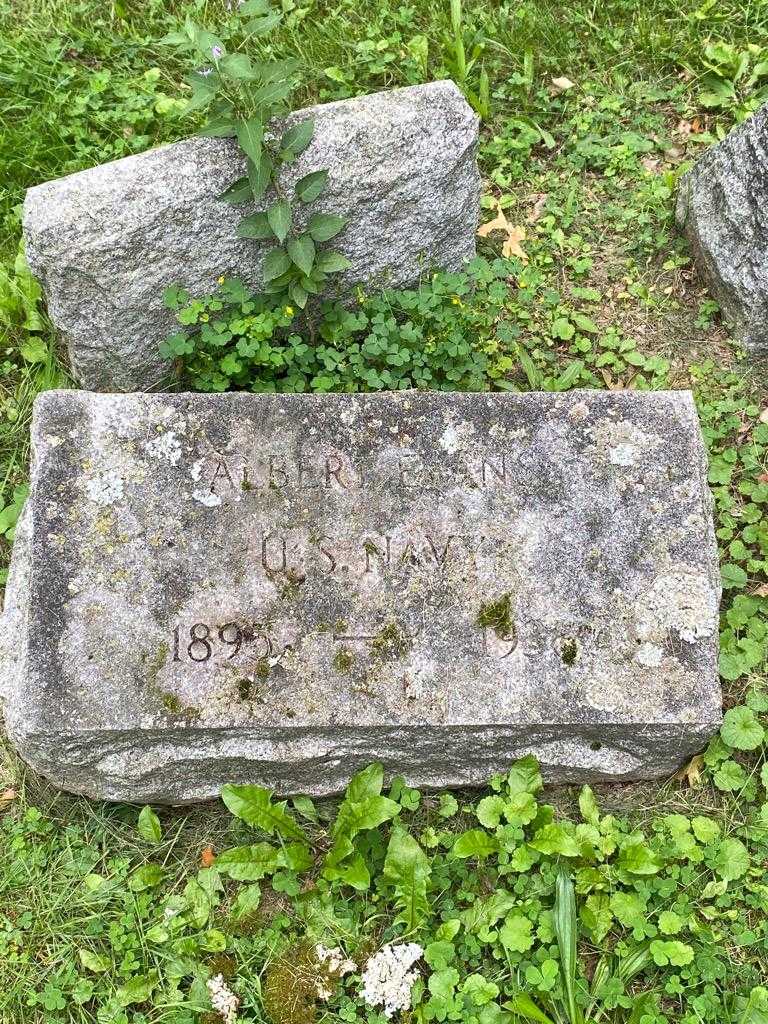 ALBERT EVANS
U.S. NAVY
1895 —